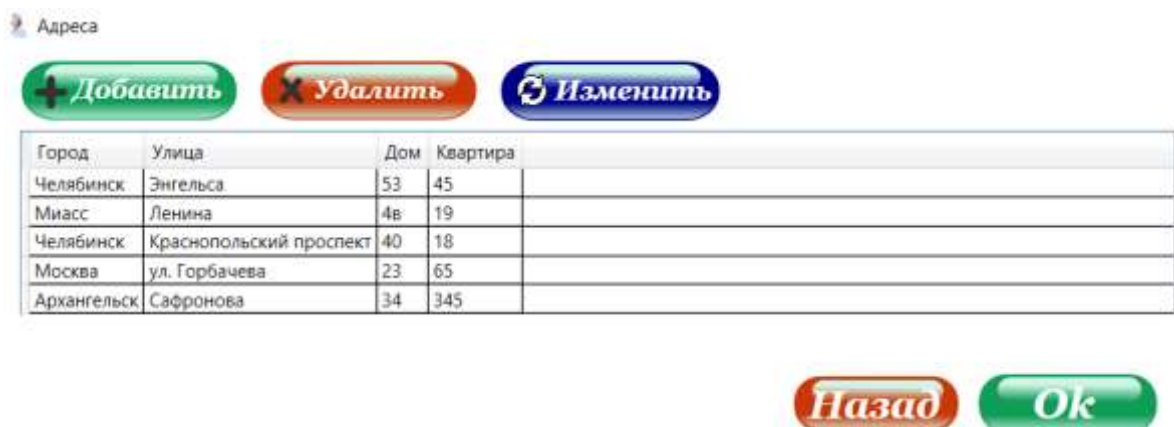 Адреса
Добавить Удалить Изменить
Город Улица Дом Квартира
Челябинск Энгельса 53 45
Миасс Ленина 4в 19
Челябинск Краснопольский проспект 40 18
Москва ул. Горбачева 23 65
Архангельск Сафронова 34 345
Назад Ok